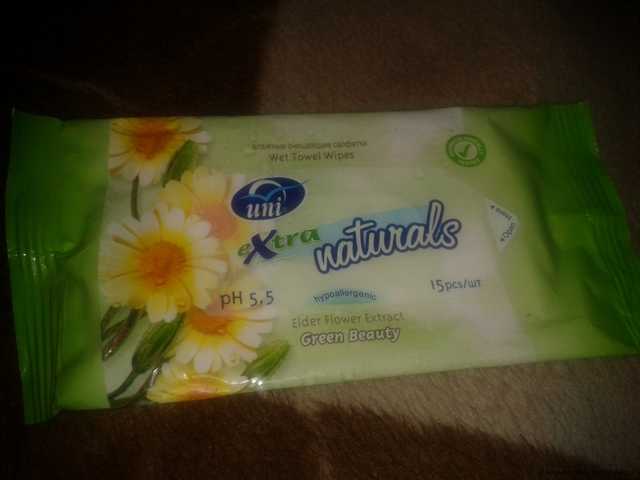 влажные очищающие салфетки
Wet Towel Wipes
uni
extra
naturals
pH 5,5
hypoallergenic
15pcs/шт
Elder Flower Extract
Green Beauty
Open